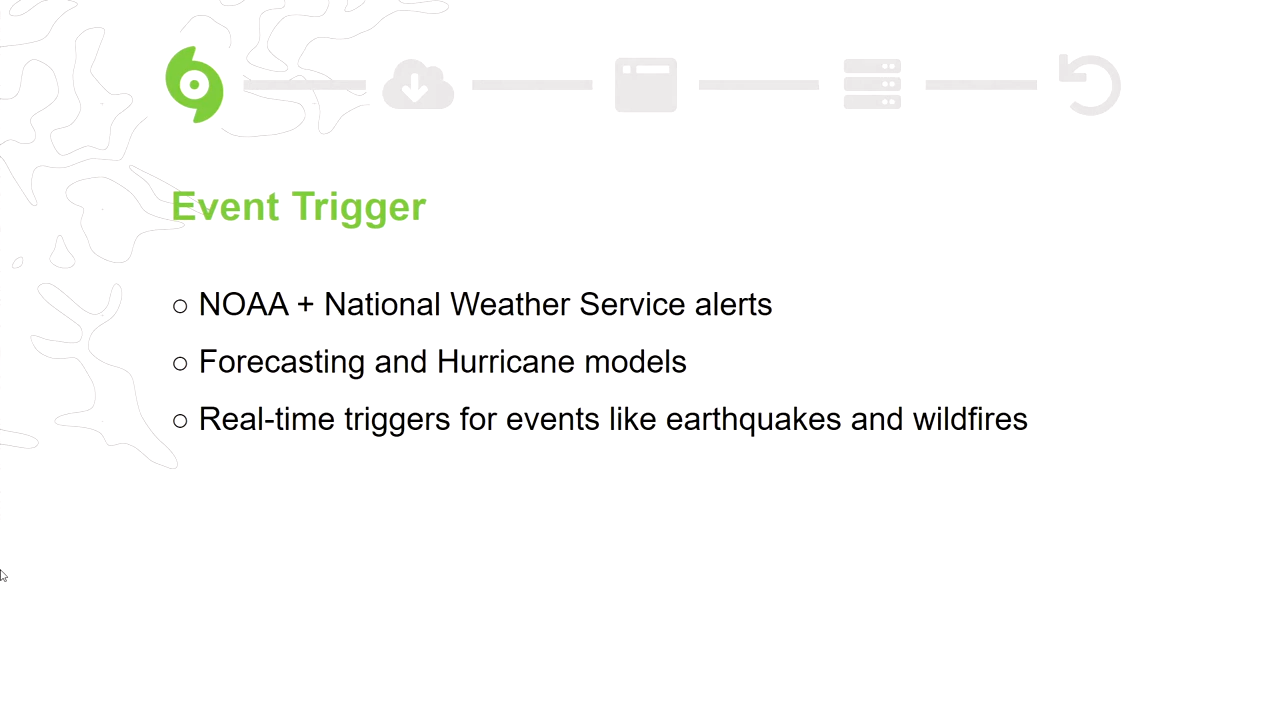 Event Trigger
○ NOAA + National Weather Service alerts
○ Forecasting and Hurricane models
○ Real-time triggers for events like earthquakes and wildfires